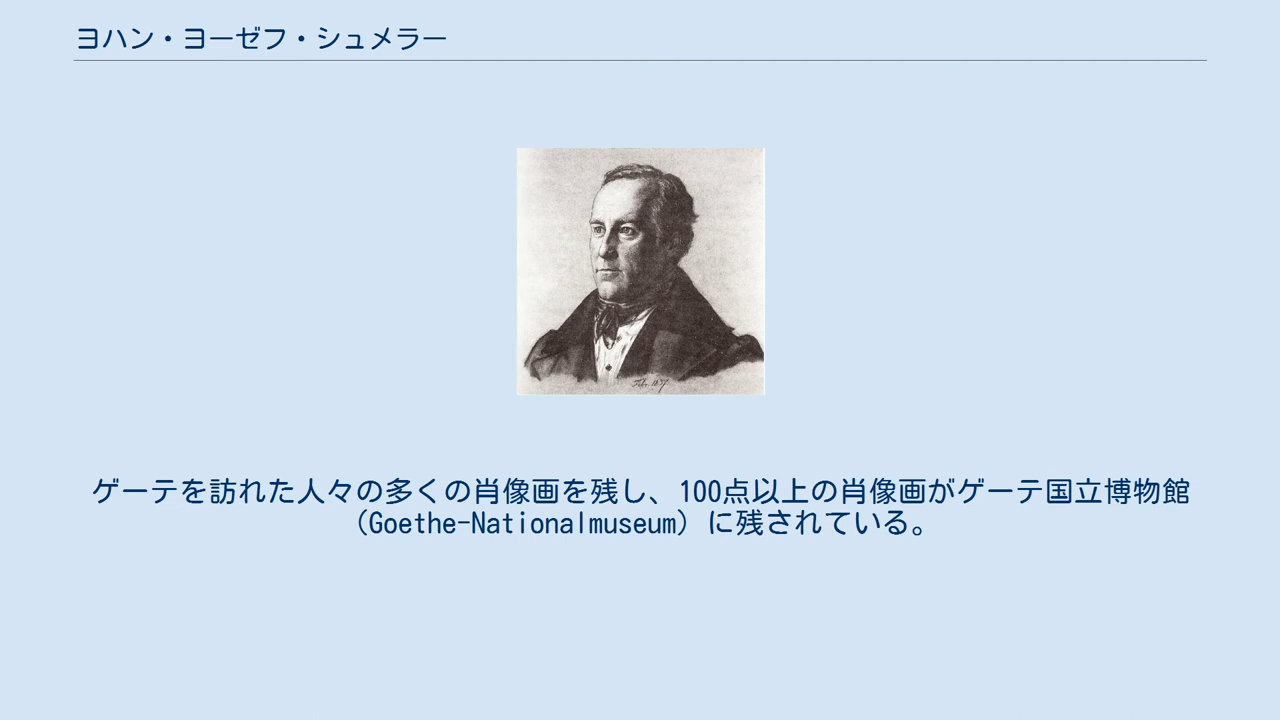 ヨハン・ヨーゼフ・シュメラー
Febr. 1837
ゲーテを訪れた人々の多くの肖像画を残し、100点以上の肖像画がゲーテ国立博物館
（Goethe-Nationalmuseum）に残されている。